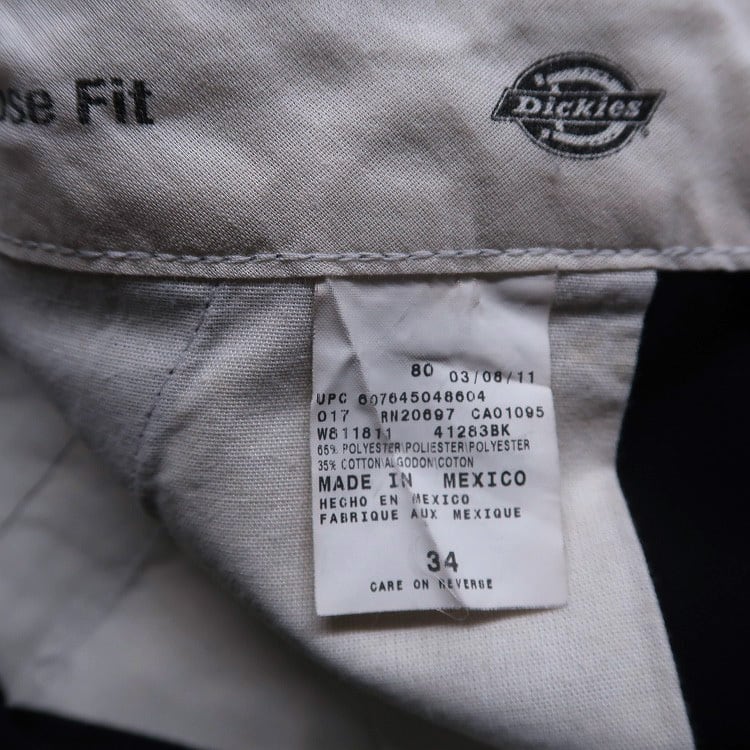 ose Fit
Dickies
80 03/08/11
UPC 607645048604
017 RN20697 CA01095
W811811 41283BK
65% POLYESTER\POLIESTER\POLYESTER
35% COTTON\ALGODON\COTON
MADE IN MEXICO
HECHO EN MEXICO
FABRIQUE AUX MEXIQUE
34
CARE ON REVERSE